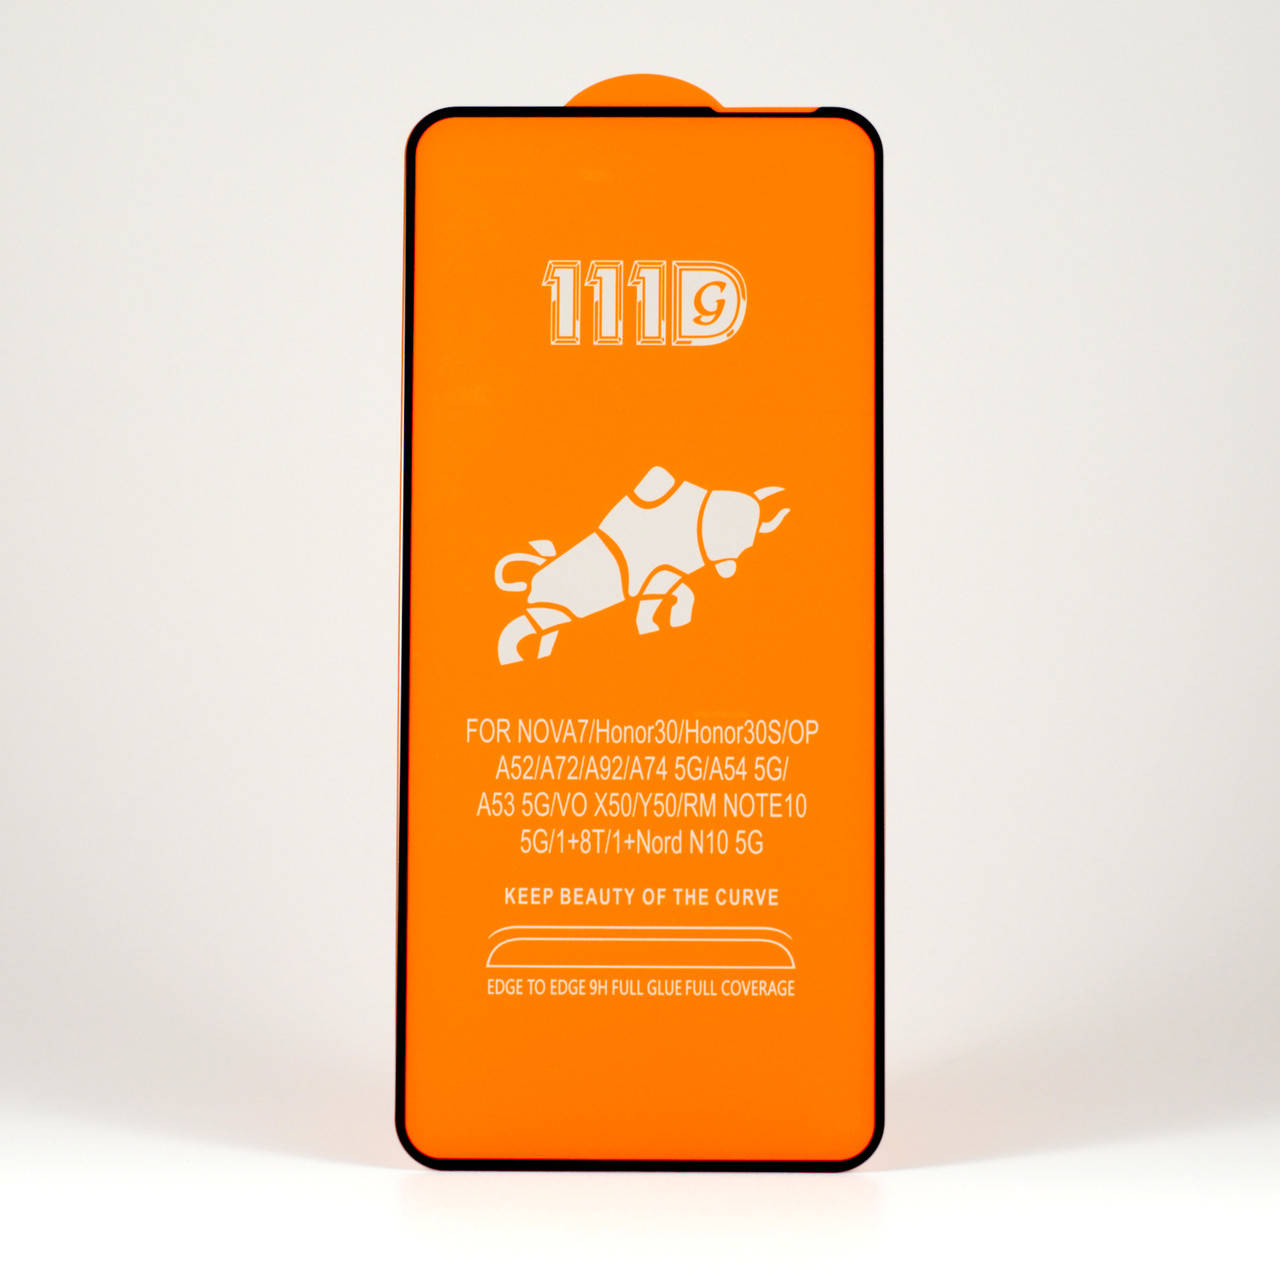 111D G
FOR NOVA7/Honor30/Honor30S/OP
A52/A72/A92/A74 5G/A54 5G/
A53 5G/VO X50/Y50/RM NOTE10
5G/1+8T/1+Nord N10 5G
KEEP BEAUTY OF THE CURVE
EDGE TO EDGE 9H FULL GLUE FULL COVERAGE